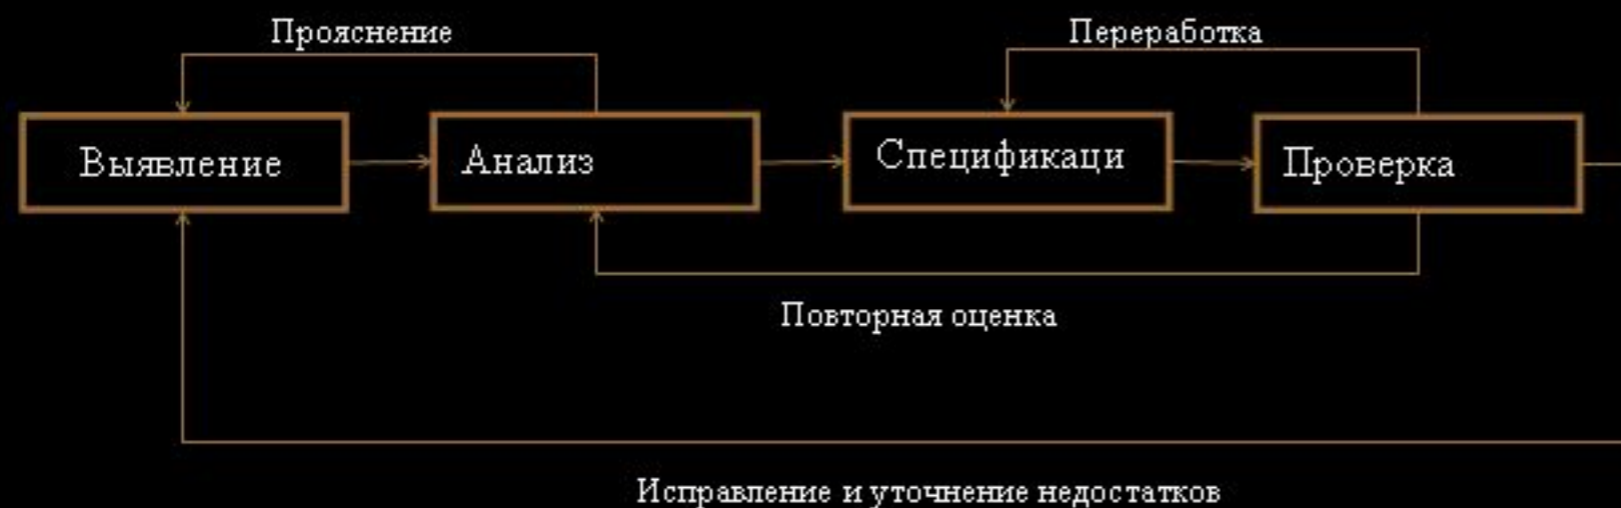 Прояснение
Переработка
Выявление
Анализ
Спецификаци
Проверка
Повторная оценка
Исправление и уточнение недостатков